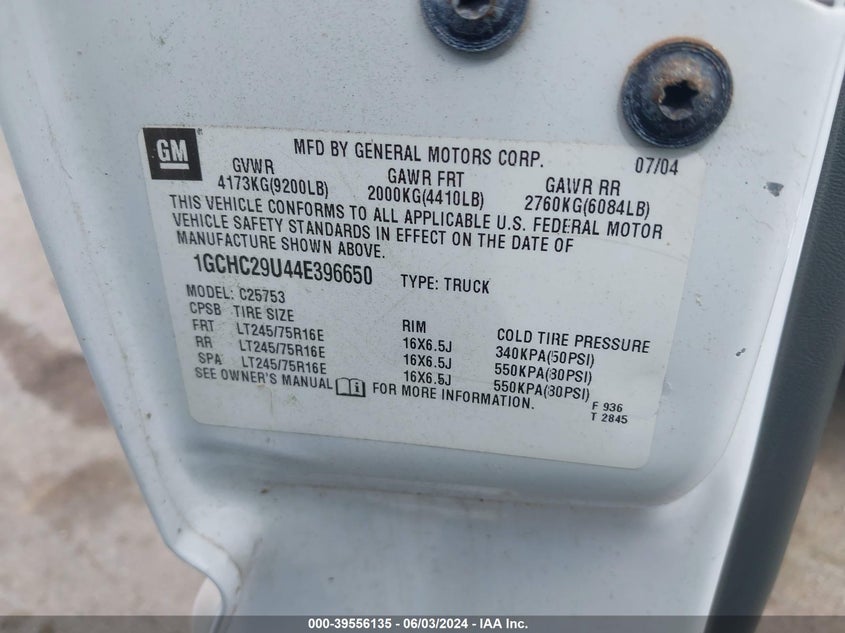 GM
MFD BY GENERAL MOTORS CORP. 07/04
GVWR GAWR FRT GAWR RR
4173KG(9200LB) 2000KG(4410LB) 2760KG(6084LB)
THIS VEHICLE CONFORMS TO ALL APPLICABLE U.S. FEDERAL MOTOR
VEHICLE SAFETY STANDARDS IN EFFECT ON THE DATE OF
MANUFACTURE SHOWN ABOVE.
1GCHC29U44E396650 TYPE: TRUCK
MODEL: C25753
CPSB TIRE SIZE RIM COLD TIRE PRESSURE
FRT LT245/75R16E 16X6.5J 340KPA(50PSI)
RR LT245/75R16E 16X6.5J 550KPA(80PSI)
SPA LT245/75R16E 16X6.5J 550KPA(80PSI)
SEE OWNER'S MANUAL FOR MORE INFORMATION.
F 936
T 2845
000-39556135 - 06/03/2024 - IAA Inc.